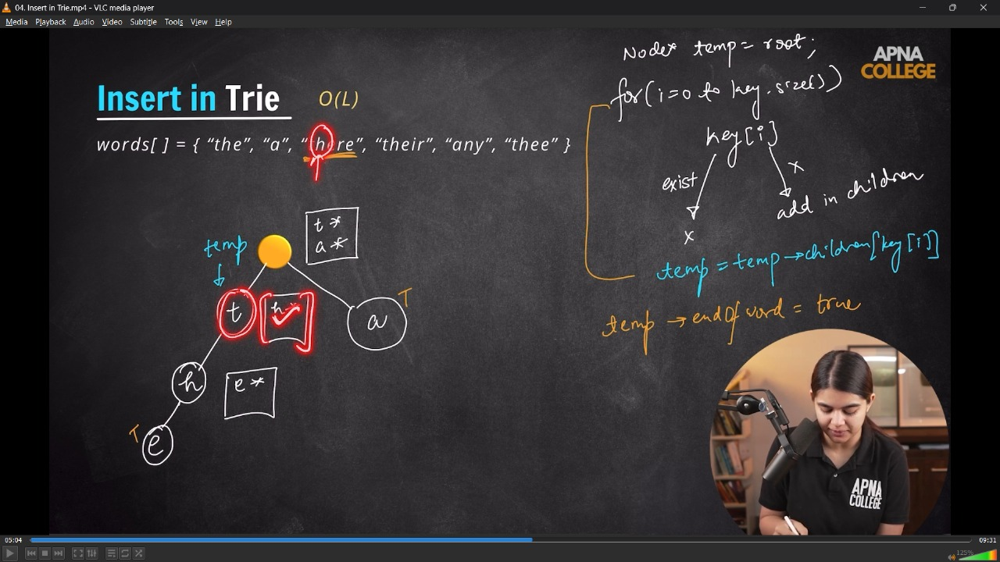 04. Insert in Trie.mp4 - VLC media player
Media Playback Audio Video Subtitle Tools View Help
Node* temp = root;
APNA
COLLEGE
for(i=0 to key.size())
Insert in Trie
O(L)
words[ ] = { “the”, “a”, “there”, “their”, “any”, “thee” }
key[i]
exist
x
add in children
x
t *
a *
temp
temp = temp→children[key[i]]
t
h*
a
T
temp → endOfWord = true
h
e *
T
e
APNA
COLLEGE
05:04
09:31
125%